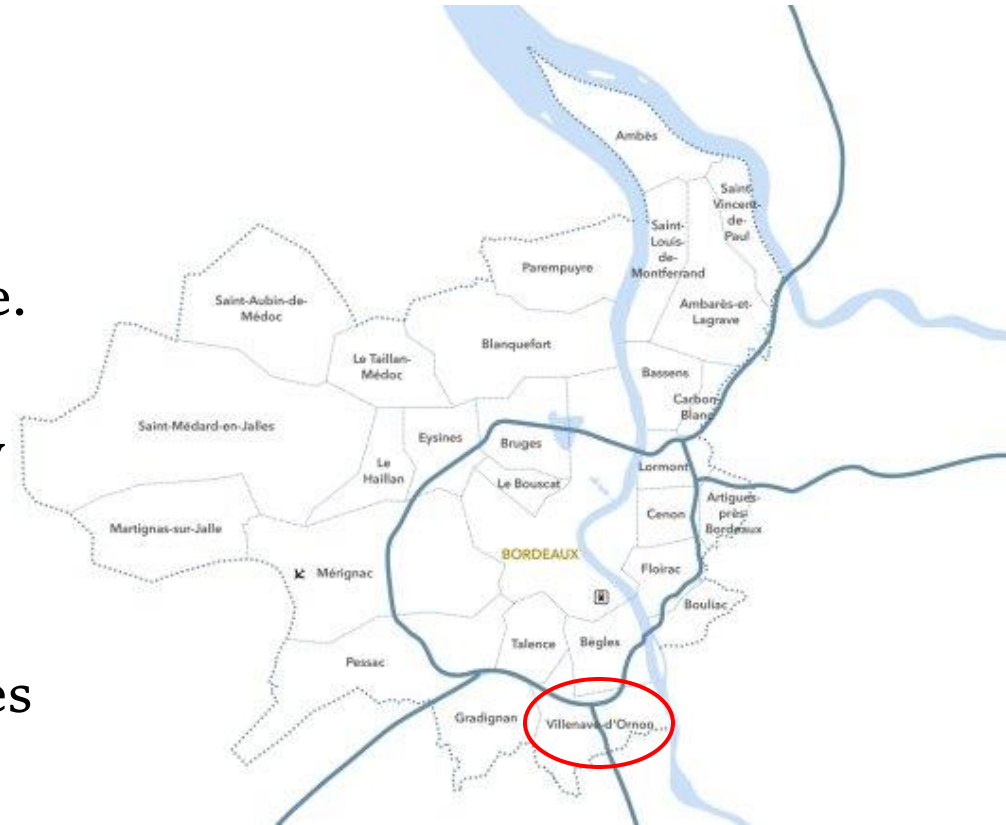 e.
y
es
Ambès
Saint-
Vincent-
de-
Paul
Saint-
Louis-
de-
Montferrand
Parempuyre
Saint-Aubin-de-
Médoc
Ambarès-et-
Lagrave
Blanquefort
Le Taillan-
Médoc
Bassens
Carbon-
Blanc
Saint-Médard-en-Jalles
Eysines
Bruges
Le
Haillan
Lormont
Le Bouscat
Artigues-
près-
Bordeaux
Cenon
Martignas-sur-Jalle
BORDEAUX
Mérignac
Floirac
Bouliac
Talence
Bègles
Pessac
Gradignan
Villenave-d'Ornon